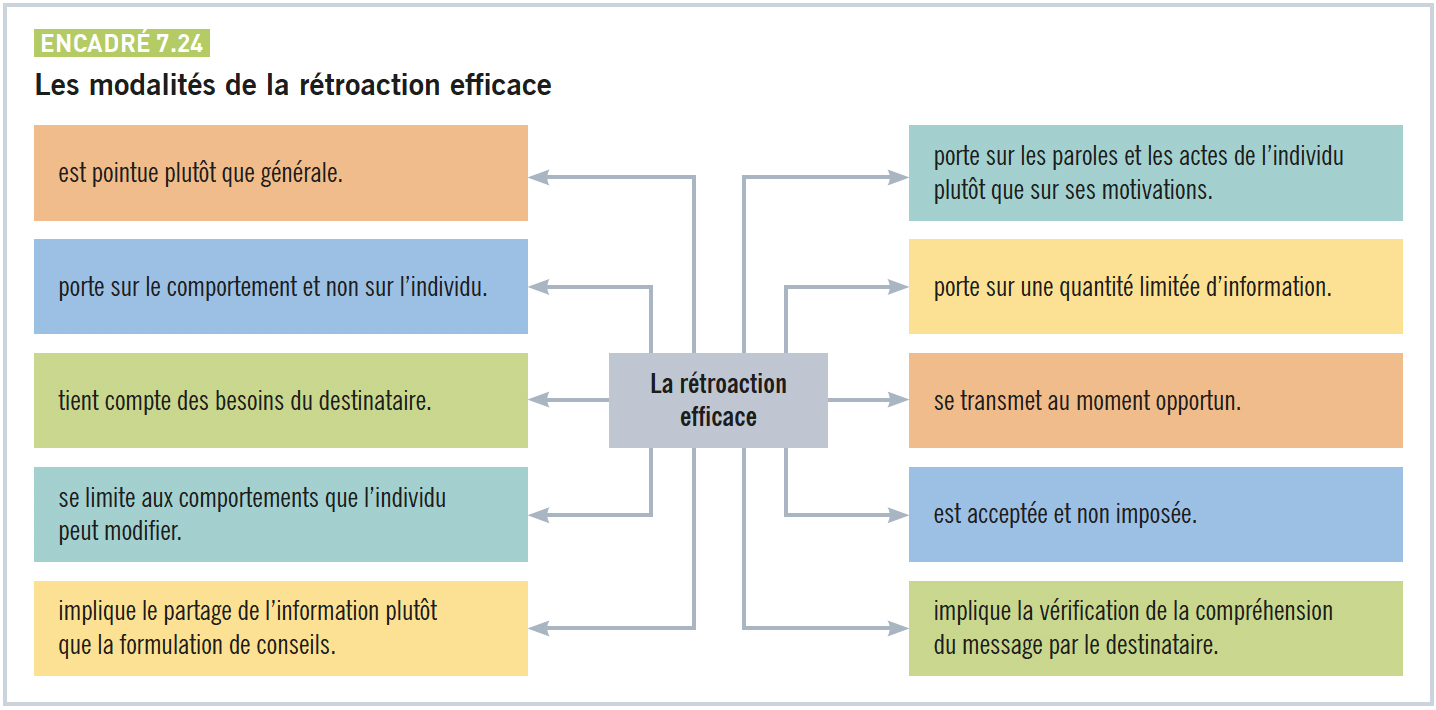 ENCADRÉ 7.24
Les modalités de la rétroaction efficace
est pointue plutôt que générale.
porte sur le comportement et non sur l’individu.
tient compte des besoins du destinataire.
se limite aux comportements que l’individu
peut modifier.
implique le partage de l’information plutôt
que la formulation de conseils.
La rétroaction
efficace
porte sur les paroles et les actes de l’individu
plutôt que sur ses motivations.
porte sur une quantité limitée d’information.
se transmet au moment opportun.
est acceptée et non imposée.
implique la vérification de la compréhension
du message par le destinataire.